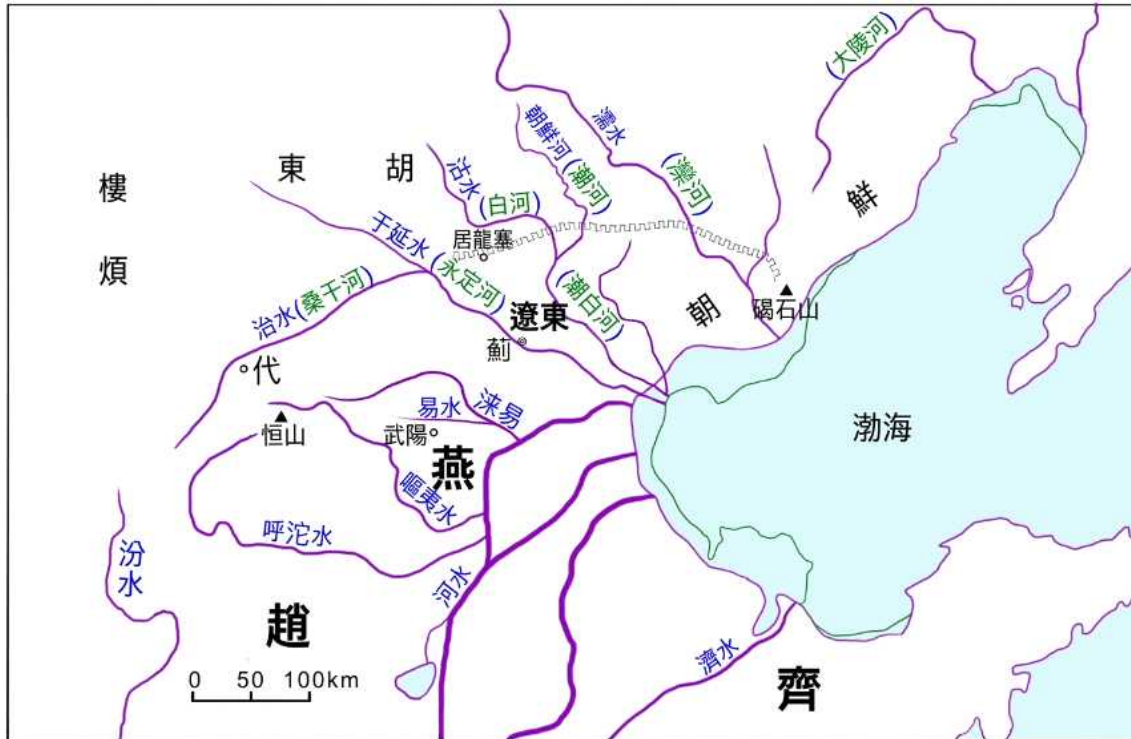 (大陵河)
濡水
朝鮮河(潮河)
(灤河)
樓煩
東胡
沽水(白河)
鮮
于延水(永定河)
居龍塞
治水(桑干河)
遼東
(潮白河)
朝
碣石山
薊
代
易水
涞易
恒山
武陽
燕
渤海
嘔夷水
呼沱水
汾水
河水
趙
濟水
齊
0 50 100km